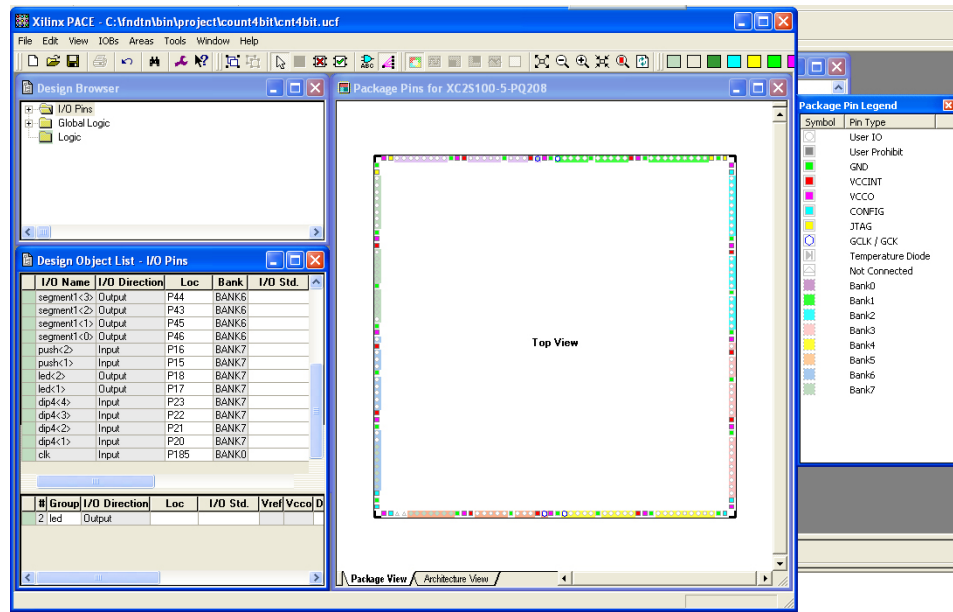 Xilinx PACE - C:\fndtn\bin\project\count4bit\cnt4bit.ucf
File Edit View IOBs Areas Tools Window Help
ABC
Design Browser
I/O Pins
Global Logic
Logic
Design Object List - I/O Pins
I/O Name I/O Direction Loc Bank I/O Std.
segment1<3> Output P44 BANK6
segment1<2> Output P43 BANK6
segment1<1> Output P45 BANK6
segment1<0> Output P46 BANK6
push<2> Input P16 BANK7
push<1> Input P15 BANK7
led<2> Output P18 BANK7
led<1> Output P17 BANK7
dip4<4> Input P23 BANK7
dip4<3> Input P22 BANK7
dip4<2> Input P21 BANK7
dip4<1> Input P20 BANK7
clk Input P185 BANK0
# Group I/O Direction Loc I/O Std. Vref Vcco D
2 led Output
Package Pins for XC2S100-5-PQ208
Top View
Package View Architecture View
Package Pin Legend
Symbol Pin Type
User IO
User Prohibit
GND
VCCINT
VCCO
CONFIG
JTAG
GCLK / GCK
Temperature Diode
Not Connected
Bank0
Bank1
Bank2
Bank3
Bank4
Bank5
Bank6
Bank7